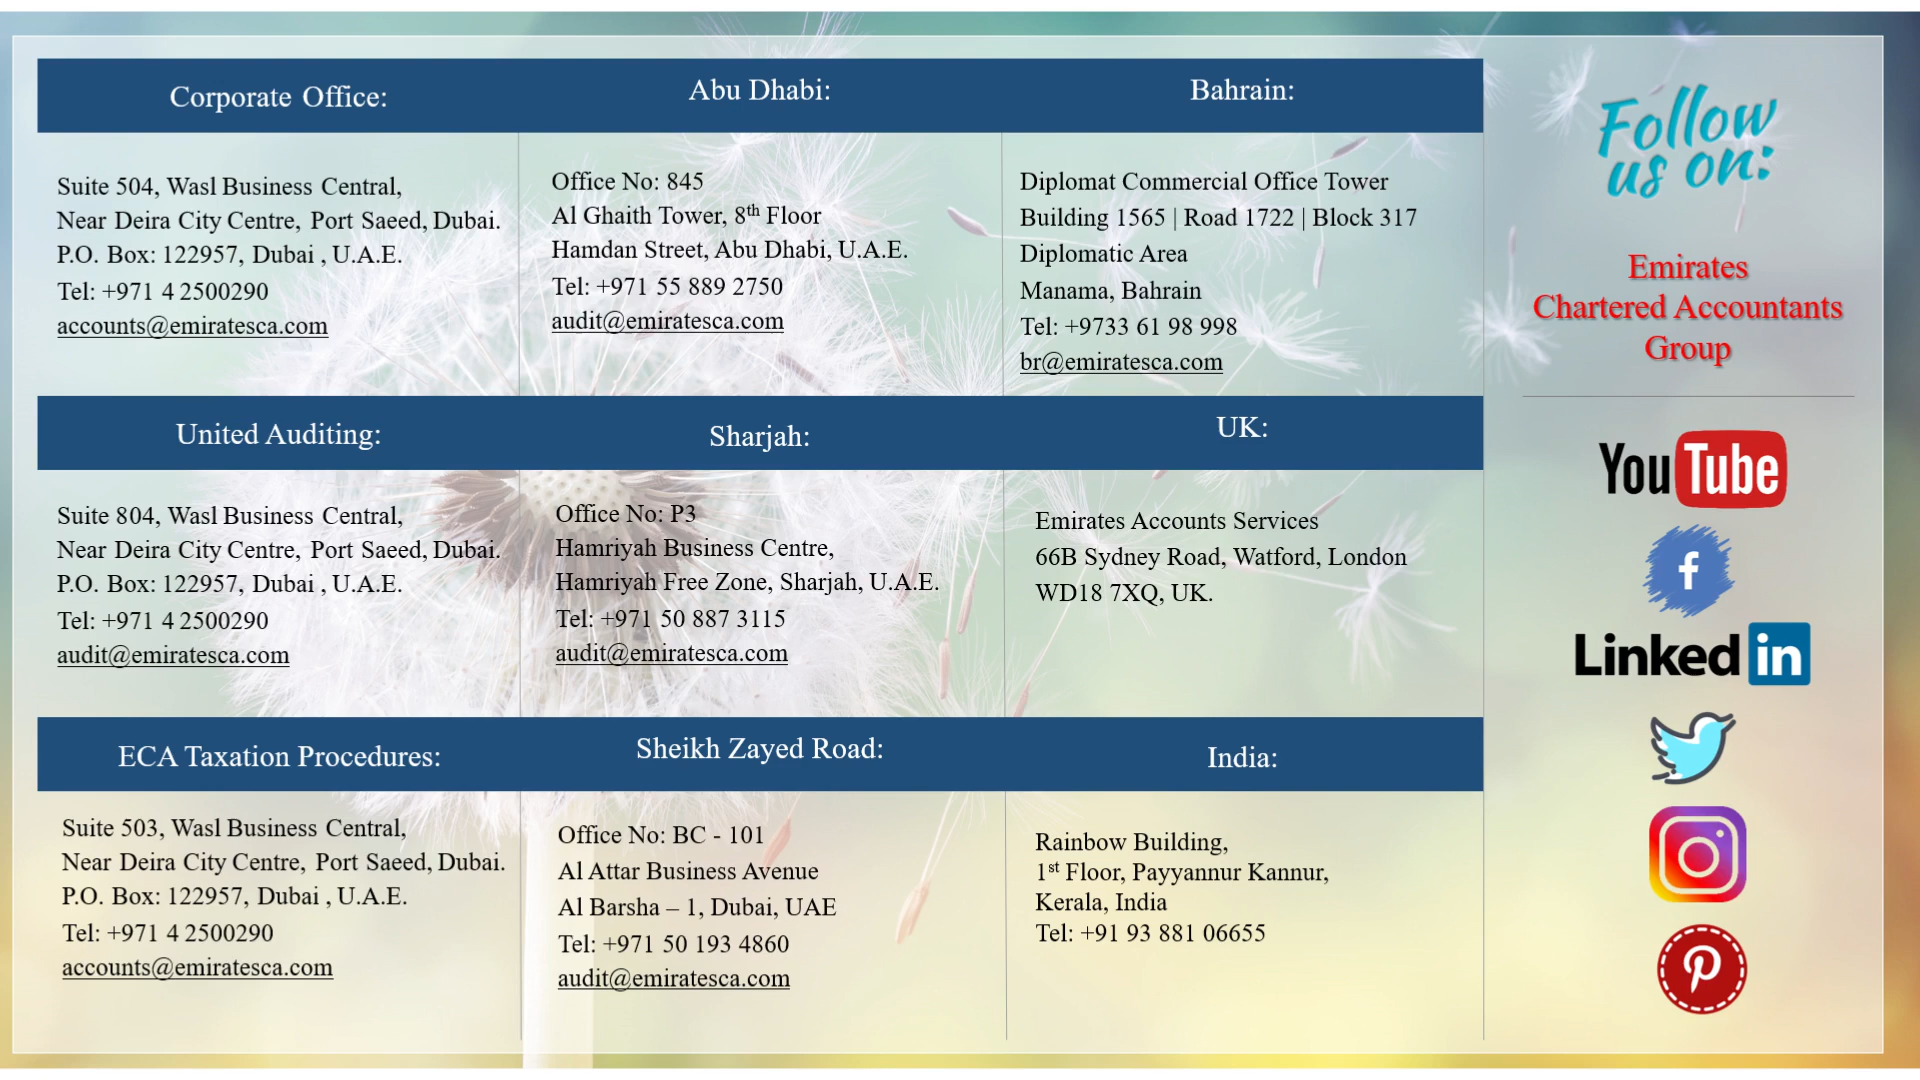 Corporate Office:
Suite 504, Wasl Business Central,
Near Deira City Centre, Port Saeed, Dubai.
P.O. Box: 122957, Dubai , U.A.E.
Tel: +971 4 2500290
accounts@emiratesca.com
Abu Dhabi:
Office No: 845
Al Ghaith Tower, 8th Floor
Hamdan Street, Abu Dhabi, U.A.E.
Tel: +971 55 889 2750
audit@emiratesca.com
Bahrain:
Diplomat Commercial Office Tower
Building 1565 | Road 1722 | Block 317
Diplomatic Area
Manama, Bahrain
Tel: +9733 61 98 998
br@emiratesca.com
United Auditing:
Suite 804, Wasl Business Central,
Near Deira City Centre, Port Saeed, Dubai.
P.O. Box: 122957, Dubai , U.A.E.
Tel: +971 4 2500290
audit@emiratesca.com
Sharjah:
Office No: P3
Hamriyah Business Centre,
Hamriyah Free Zone, Sharjah, U.A.E.
Tel: +971 50 887 3115
audit@emiratesca.com
UK:
Emirates Accounts Services
66B Sydney Road, Watford, London
WD18 7XQ, UK.
ECA Taxation Procedures:
Suite 503, Wasl Business Central,
Near Deira City Centre, Port Saeed, Dubai.
P.O. Box: 122957, Dubai , U.A.E.
Tel: +971 4 2500290
accounts@emiratesca.com
Sheikh Zayed Road:
Office No: BC - 101
Al Attar Business Avenue
Al Barsha – 1, Dubai, UAE
Tel: +971 50 193 4860
audit@emiratesca.com
India:
Rainbow Building,
1st Floor, Payyannur Kannur,
Kerala, India
Tel: +91 93 881 06655
Follow
us on:
Emirates
Chartered Accountants
Group
YouTube
f
Linked in